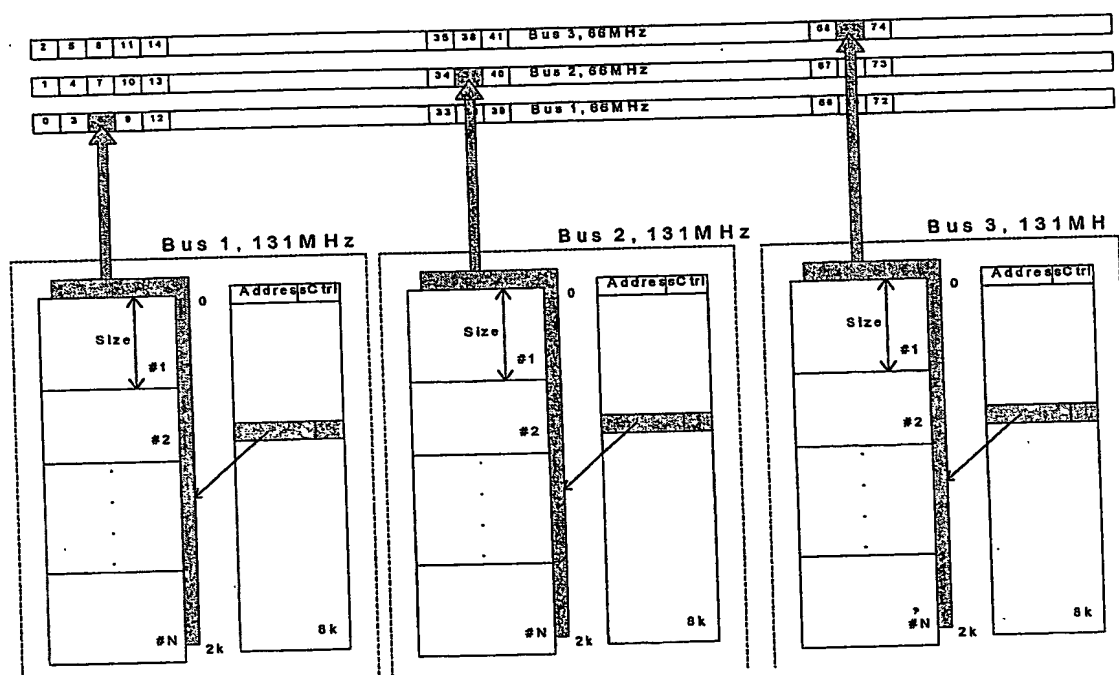 2 5 8 11 14 35 38 41 Bus 3, 66MHz 68 74
1 4 7 10 13 34 40 Bus 2, 66MHz 67 73
0 3 9 12 33 39 Bus 1, 66MHz 66 72
Bus 1, 131MHz
Bus 2, 131MHz
Bus 3, 131MH
0
AddressCtrl
Size
#1
#2
#N
2k
8k
0
AddressCtrl
Size
#1
#2
#N
2k
8k
0
AddressCtrl
Size
#1
#2
?
#N
2k
8k